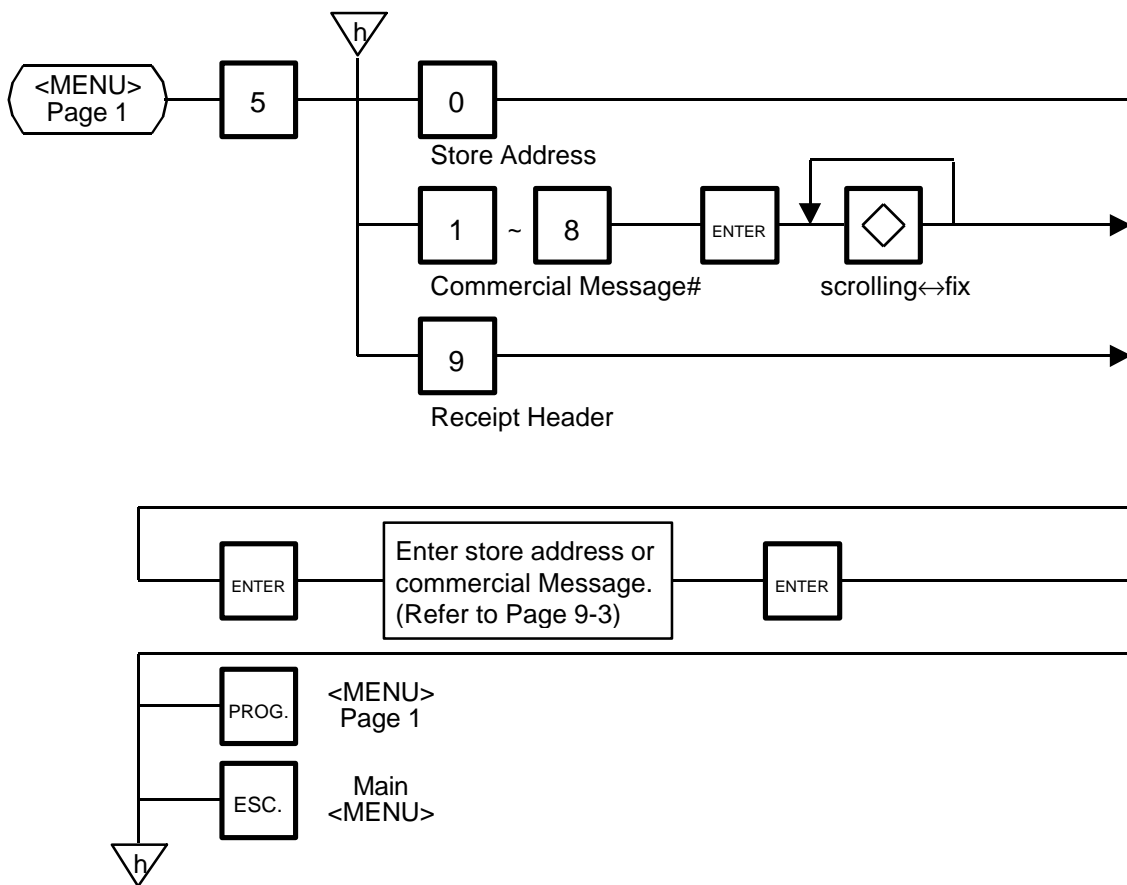 h
<MENU>
Page 1
5
0
Store Address
1 ~ 8 ENTER
Commercial Message# scrolling↔fix
9
Receipt Header
ENTER
Enter store address or
commercial Message.
(Refer to Page 9-3)
ENTER
PROG.
<MENU>
Page 1
ESC.
Main
<MENU>
h